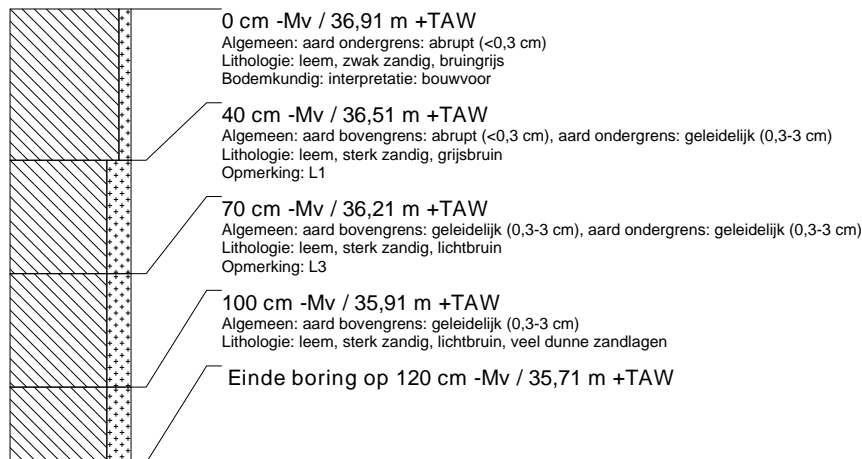 0 cm -Mv / 36,91 m +TAW
Algemeen: aard ondergrens: abrupt (<0,3 cm)
Lithologie: leem, zwak zandig, bruingrijs
Bodemkundig: interpretatie: bouwvoor
40 cm -Mv / 36,51 m +TAW
Algemeen: aard bovengrens: abrupt (<0,3 cm), aard ondergrens: geleidelijk (0,3-3 cm)
Lithologie: leem, sterk zandig, grijsbruin
Opmerking: L1
70 cm -Mv / 36,21 m +TAW
Algemeen: aard bovengrens: geleidelijk (0,3-3 cm), aard ondergrens: geleidelijk (0,3-3 cm)
Lithologie: leem, sterk zandig, lichtbruin
Opmerking: L3
100 cm -Mv / 35,91 m +TAW
Algemeen: aard bovengrens: geleidelijk (0,3-3 cm)
Lithologie: leem, sterk zandig, lichtbruin, veel dunne zandlagen
Einde boring op 120 cm -Mv / 35,71 m +TAW